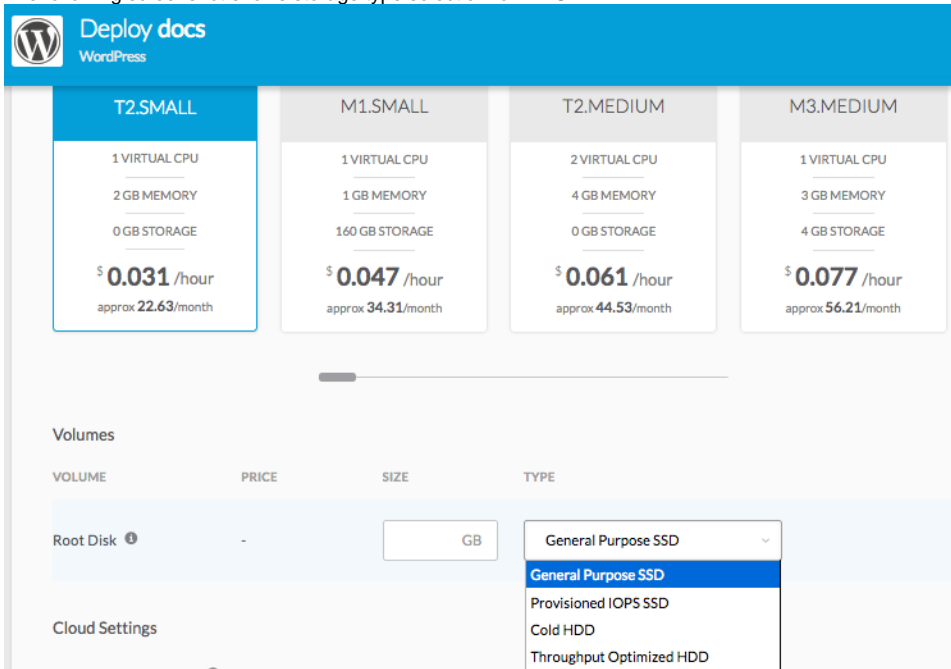 Deploy docs
WordPress
T2.SMALL M1.SMALL T2.MEDIUM M3.MEDIUM
1 VIRTUAL CPU 1 VIRTUAL CPU 2 VIRTUAL CPU 1 VIRTUAL CPU
2 GB MEMORY 1 GB MEMORY 4 GB MEMORY 3 GB MEMORY
0 GB STORAGE 160 GB STORAGE 0 GB STORAGE 4 GB STORAGE
$ 0.031 /hour $ 0.047 /hour $ 0.061 /hour $ 0.077 /hour
approx 22.63/month approx 34.31/month approx 44.53/month approx 56.21/month
Volumes
VOLUME PRICE SIZE TYPE
Root Disk - GB General Purpose SSD
General Purpose SSD
Provisioned IOPS SSD
Cloud Settings Cold HDD
Throughput Optimized HDD